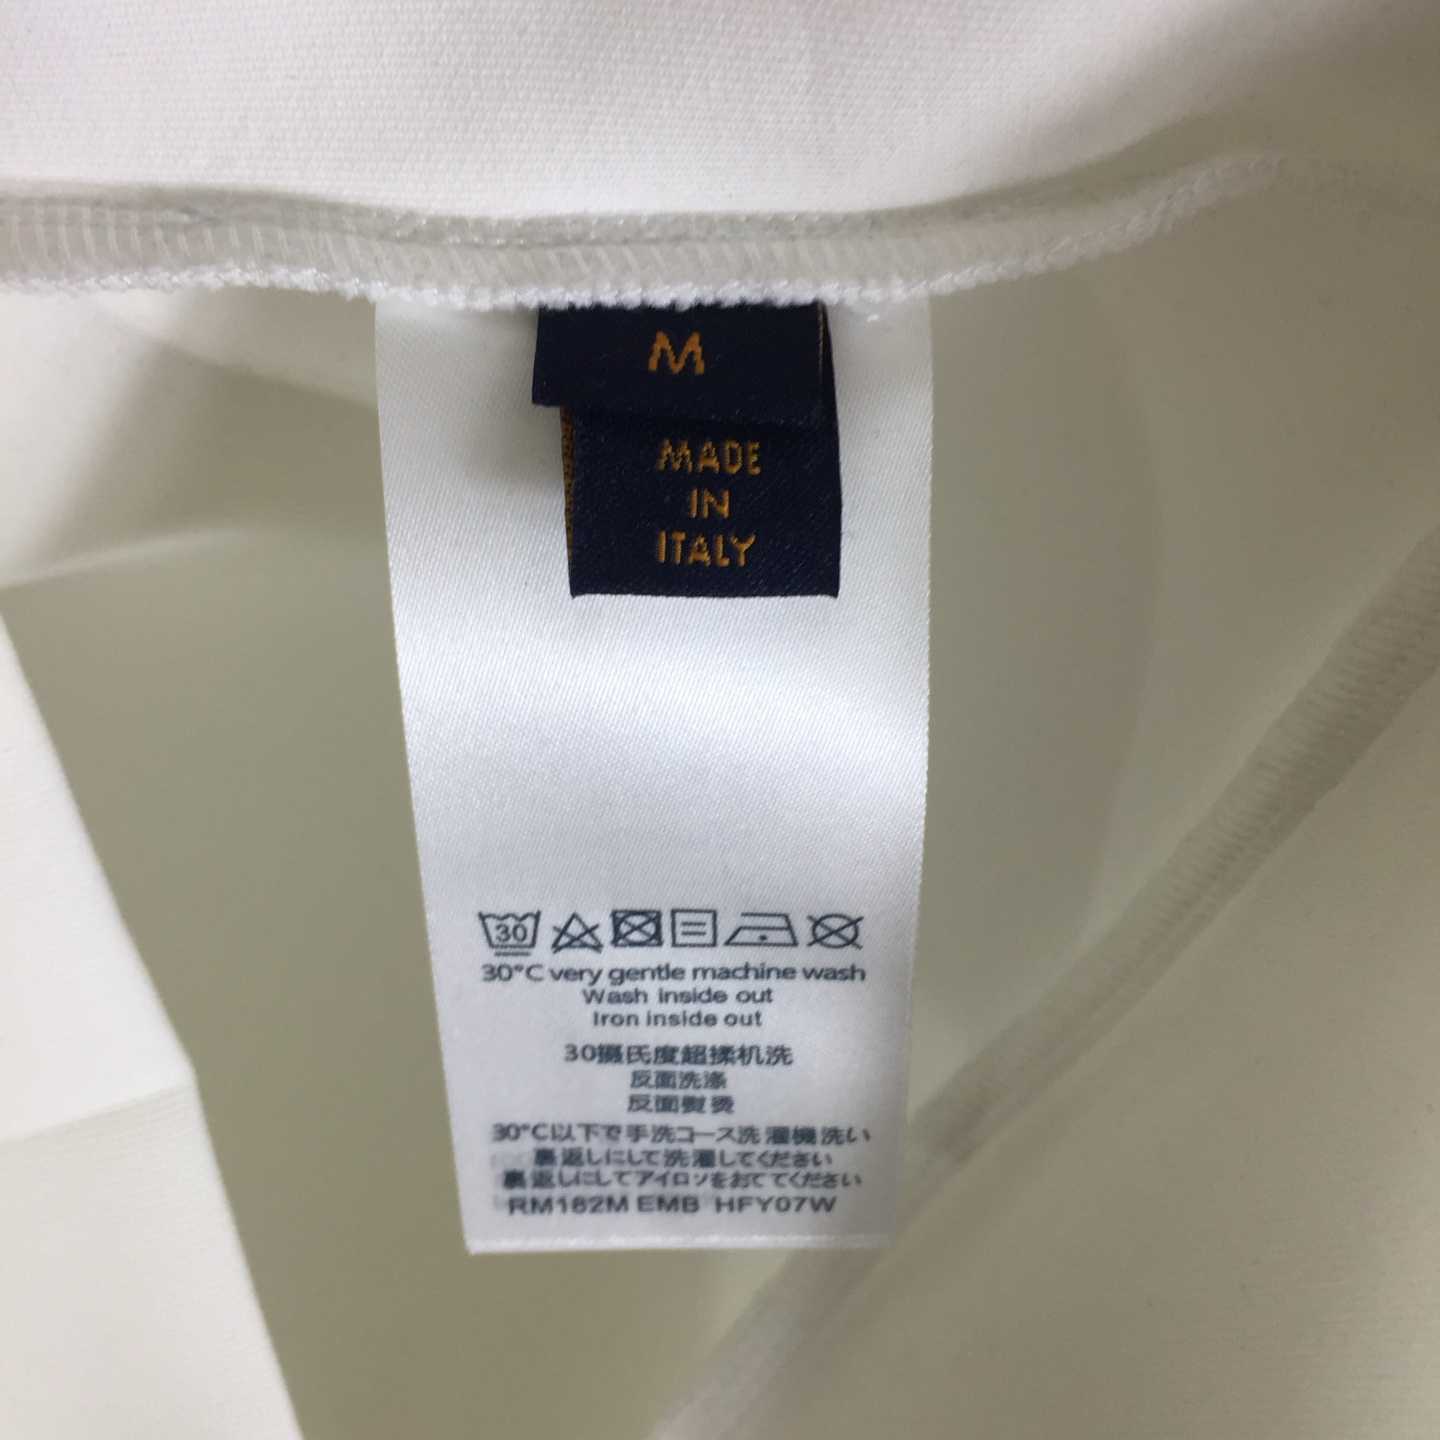 M
MADE
IN
ITALY
30
30°C very gentle machine wash
Wash inside out
Iron inside out
30摄氏度超揉机洗
反面洗涤
反面熨烫
30°C以下で手洗コース洗濯機洗い
裏返しにして洗濯してください
裏返しにしてアイロンをおててください
RM182M EMB HFY07W